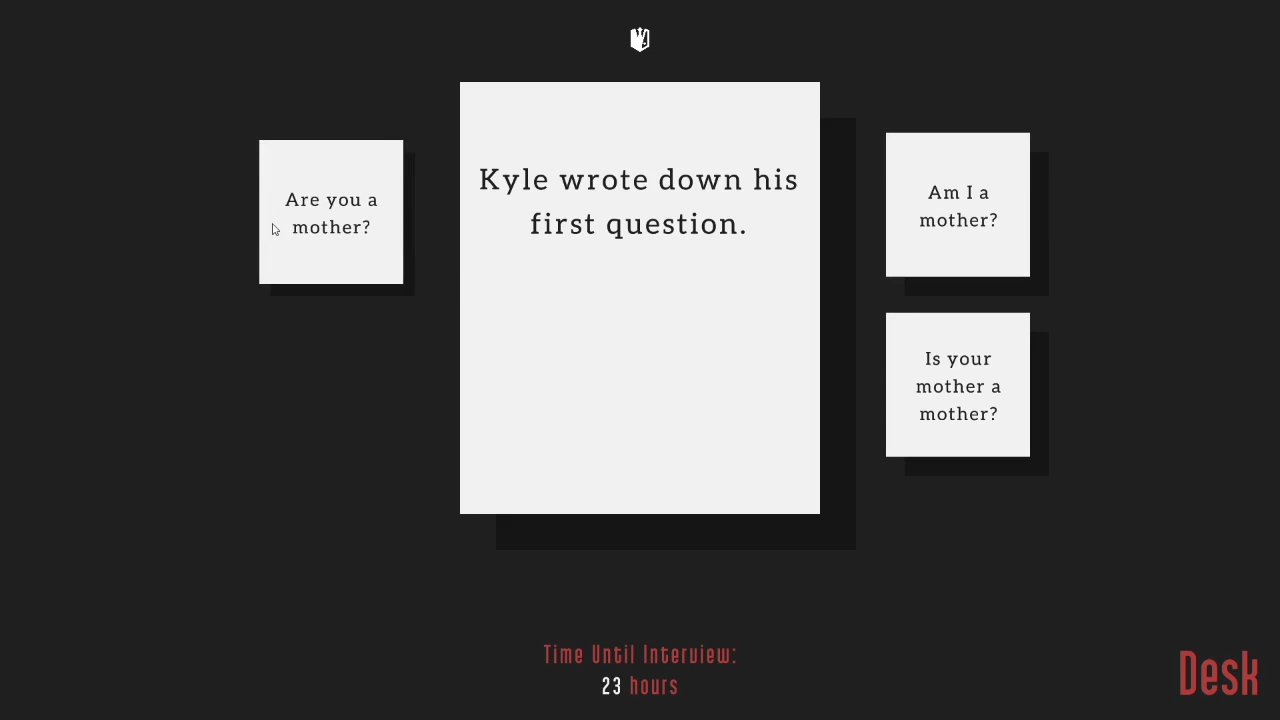 Are you a
mother?
Kyle wrote down his
first question.
Am I a
mother?
Is your
mother a
mother?
Time Until Interview:
23 hours
Desk